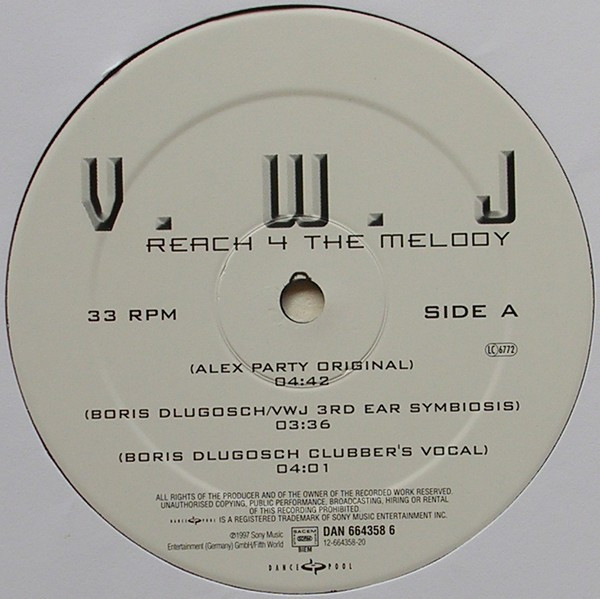 V. W. J
REACH 4 THE MELODY
33 RPM
SIDE A
LC 6772
(ALEX PARTY ORIGINAL)
04:42
(BORIS DLUGOSCH/VWJ 3RD EAR SYMBIOSIS)
03:36
(BORIS DLUGOSCH CLUBBER'S VOCAL)
04:01
ALL RIGHTS OF THE PRODUCER AND OF THE OWNER OF THE RECORDED WORK RESERVED.
UNAUTHORISED COPYING, PUBLIC PERFORMANCE, BROADCASTING, HIRING OR RENTAL
OF THIS RECORDING PROHIBITED.
DANCE POOL IS A REGISTERED TRADEMARK OF SONY MUSIC ENTERTAINMENT INC.
℗1997 Sony Music
Entertainment (Germany) GmbH/Fifth World
SACEM
BIEM
DAN 664358 6
12-664358-20
DANCE POOL